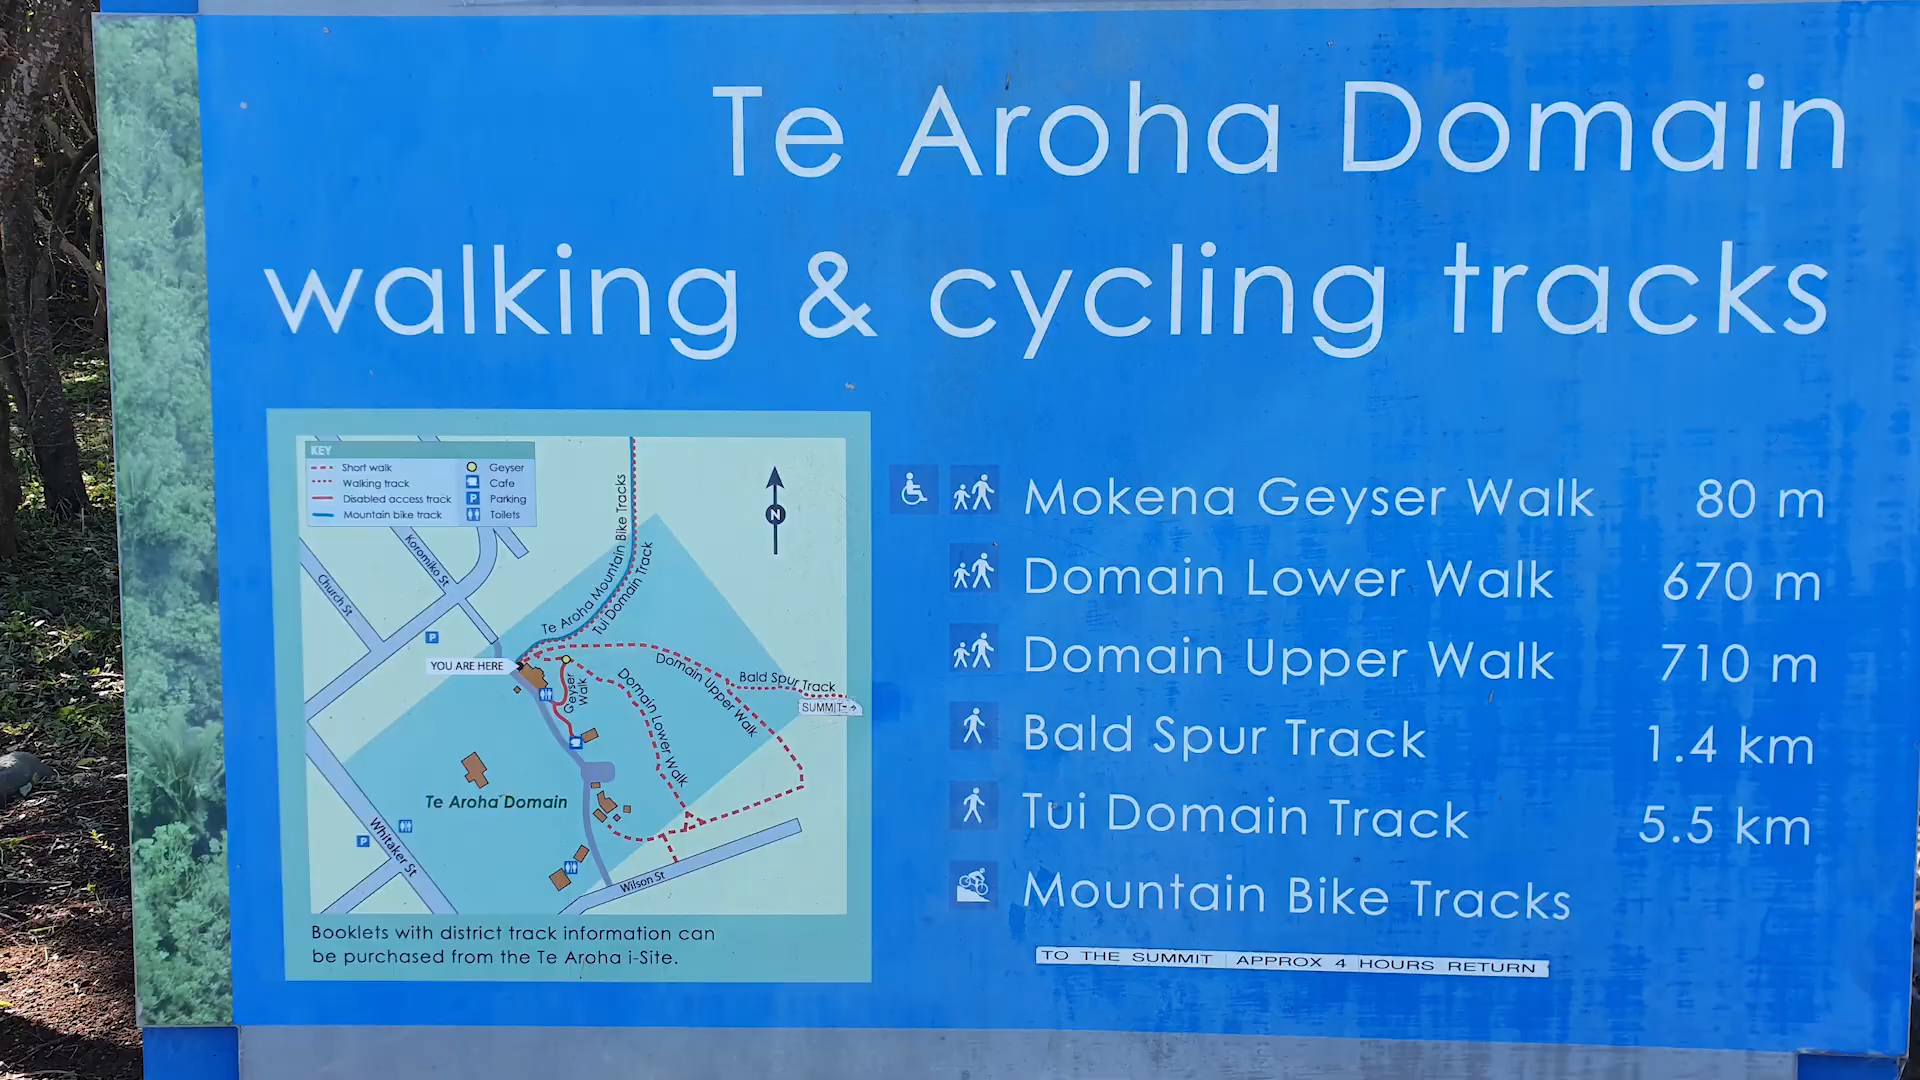 Te Aroha Domain
walking & cycling tracks
KEY
Short walk
Walking track
Disabled access track
Mountain bike track
Geyser
Cafe
Parking
Toilets
N
Koromiko St
Church St
Te Aroha Mountain Bike Tracks
Tui Domain Track
P
YOU ARE HERE
Geyser Walk
Domain Lower Walk
Domain Upper Walk
Bald Spur Track
SUMMIT
Te Aroha Domain
P
Whitaker St
Wilson St
Booklets with district track information can
be purchased from the Te Aroha i-Site.
Mokena Geyser Walk 80 m
Domain Lower Walk 670 m
Domain Upper Walk 710 m
Bald Spur Track 1.4 km
Tui Domain Track 5.5 km
Mountain Bike Tracks
TO THE SUMMIT APPROX 4 HOURS RETURN